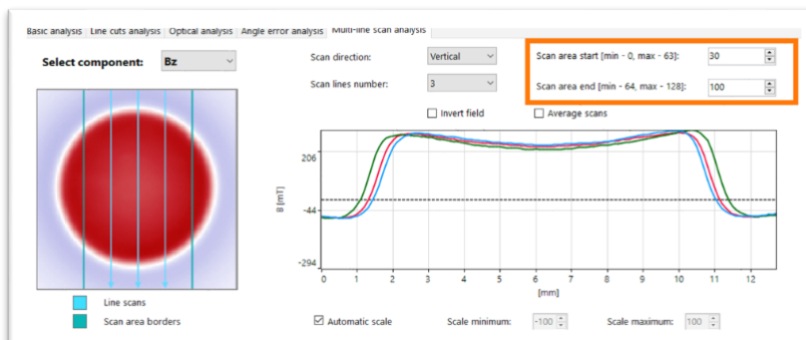 Basic analysis Line cuts analysis Optical analysis Angle error analysis Multi-line scan analysis
Select component: Bz
Scan direction: Vertical
Scan area start [min - 0, max - 63]: 30
Scan lines number: 3
Scan area end [min - 64, max - 128]: 100
Invert field
Average scans
B [mT]
206
-44
-294
0 1 2 3 4 5 6 7 8 9 10 11 12
[mm]
Line scans
Scan area borders
Automatic scale
Scale minimum: -100
Scale maximum: 100